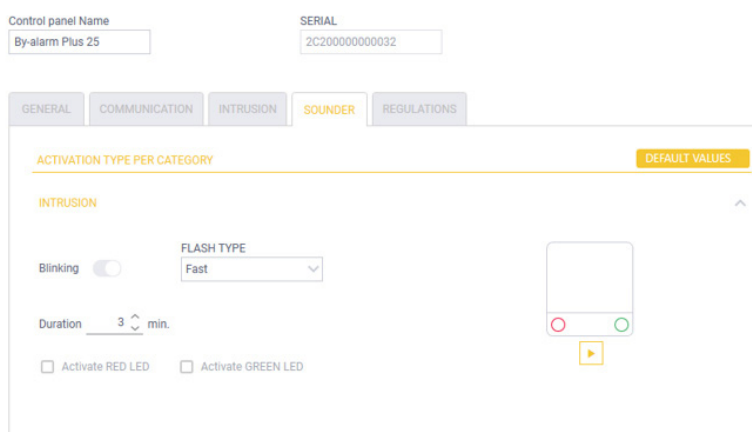 Control panel Name
SERIAL
By-alarm Plus 25
2C200000000032
GENERAL
COMMUNICATION
INTRUSION
SOUNDER
REGULATIONS
ACTIVATION TYPE PER CATEGORY
DEFAULT VALUES
INTRUSION
FLASH TYPE
Blinking
Fast
Duration 3 min.
Activate RED LED
Activate GREEN LED